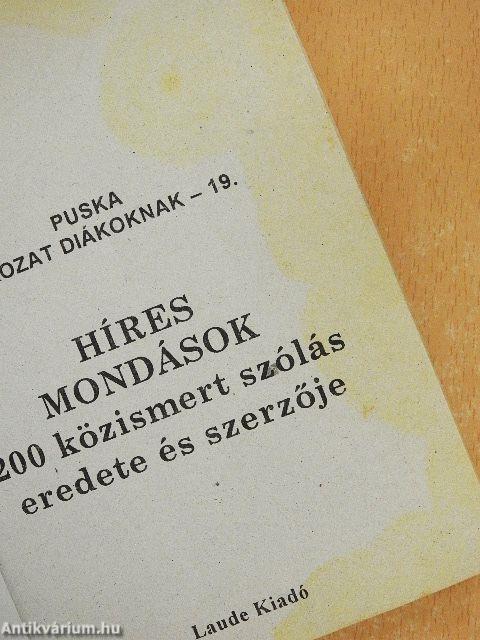 PUSKA
OZAT DIÁKOKNAK – 19.
HÍRES
MONDÁSOK
200 közismert szólás
eredete és szerzője
Laude Kiadó
Antikvárium.hu